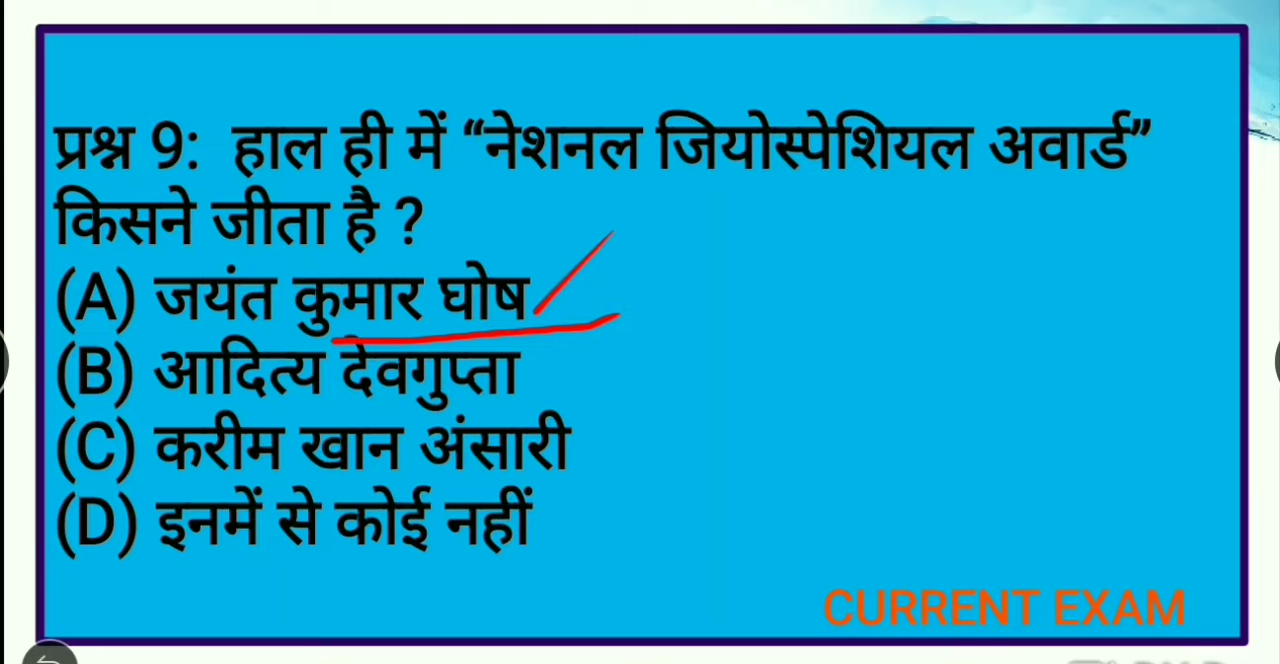 प्रश्न 9: हाल ही में “नेशनल जियोस्पेशियल अवार्ड”
किसने जीता है ?
(A) जयंत कुमार घोष
(B) आदित्य देवगुप्ता
(C) करीम खान अंसारी
(D) इनमें से कोई नहीं
CURRENT EXAM